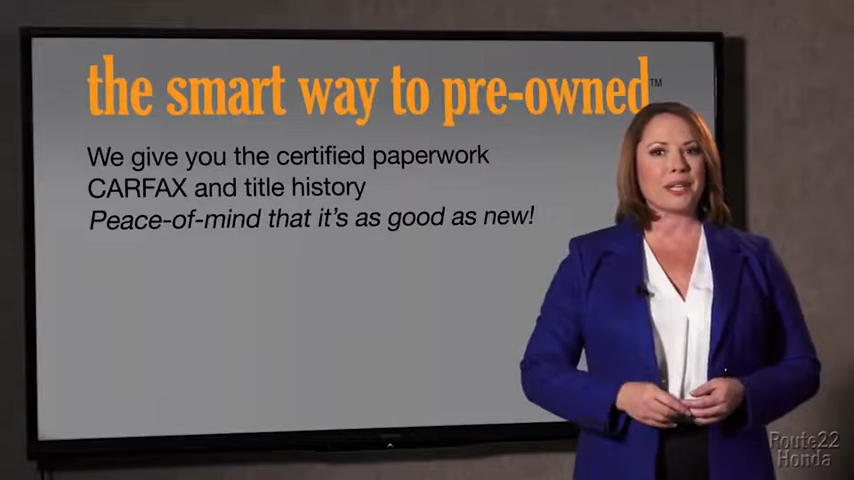 the smart way to pre-owned™
We give you the certified paperwork
CARFAX and title history
Peace-of-mind that it's as good as new!
Route22
Honda